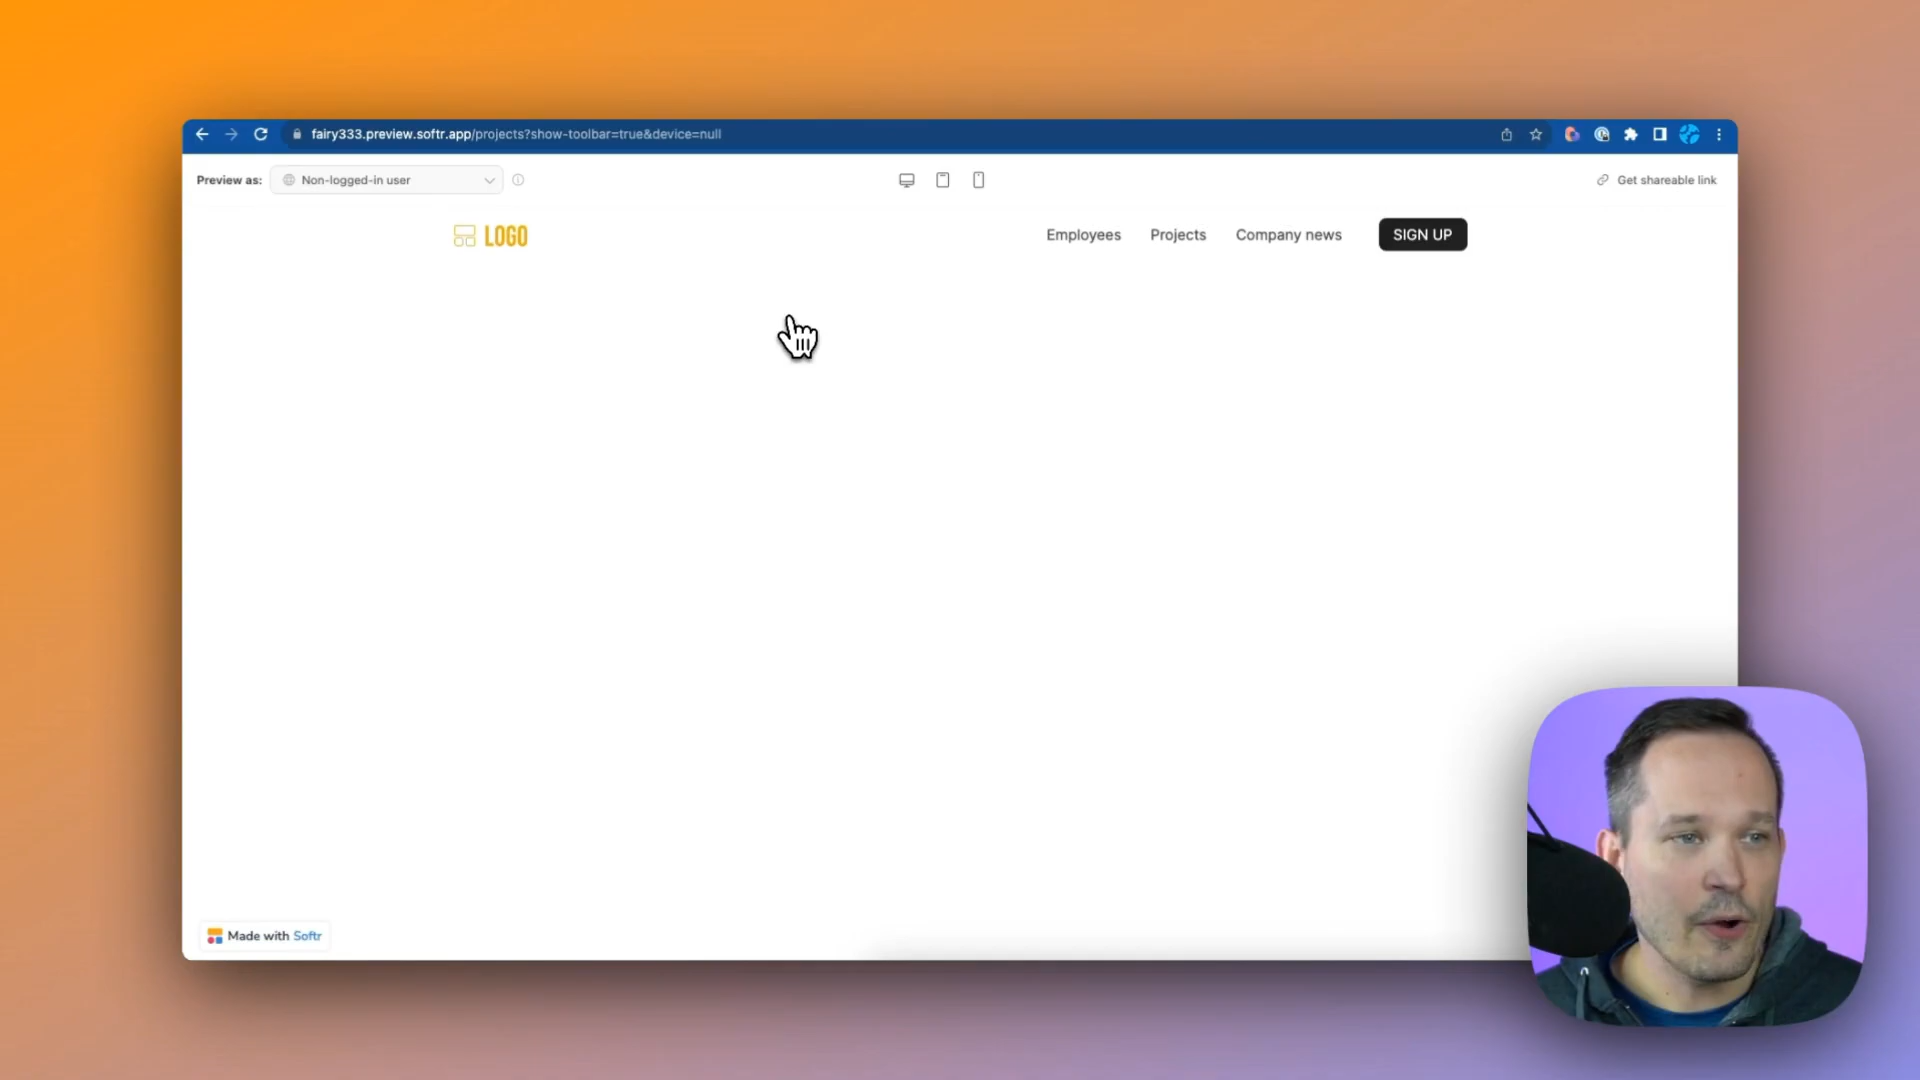 fairy333.preview.softr.app/projects?show-toolbar=true&device=null
Preview as: Non-logged-in user Get shareable link
LOGO Employees Projects Company news SIGN UP
Made with Softr